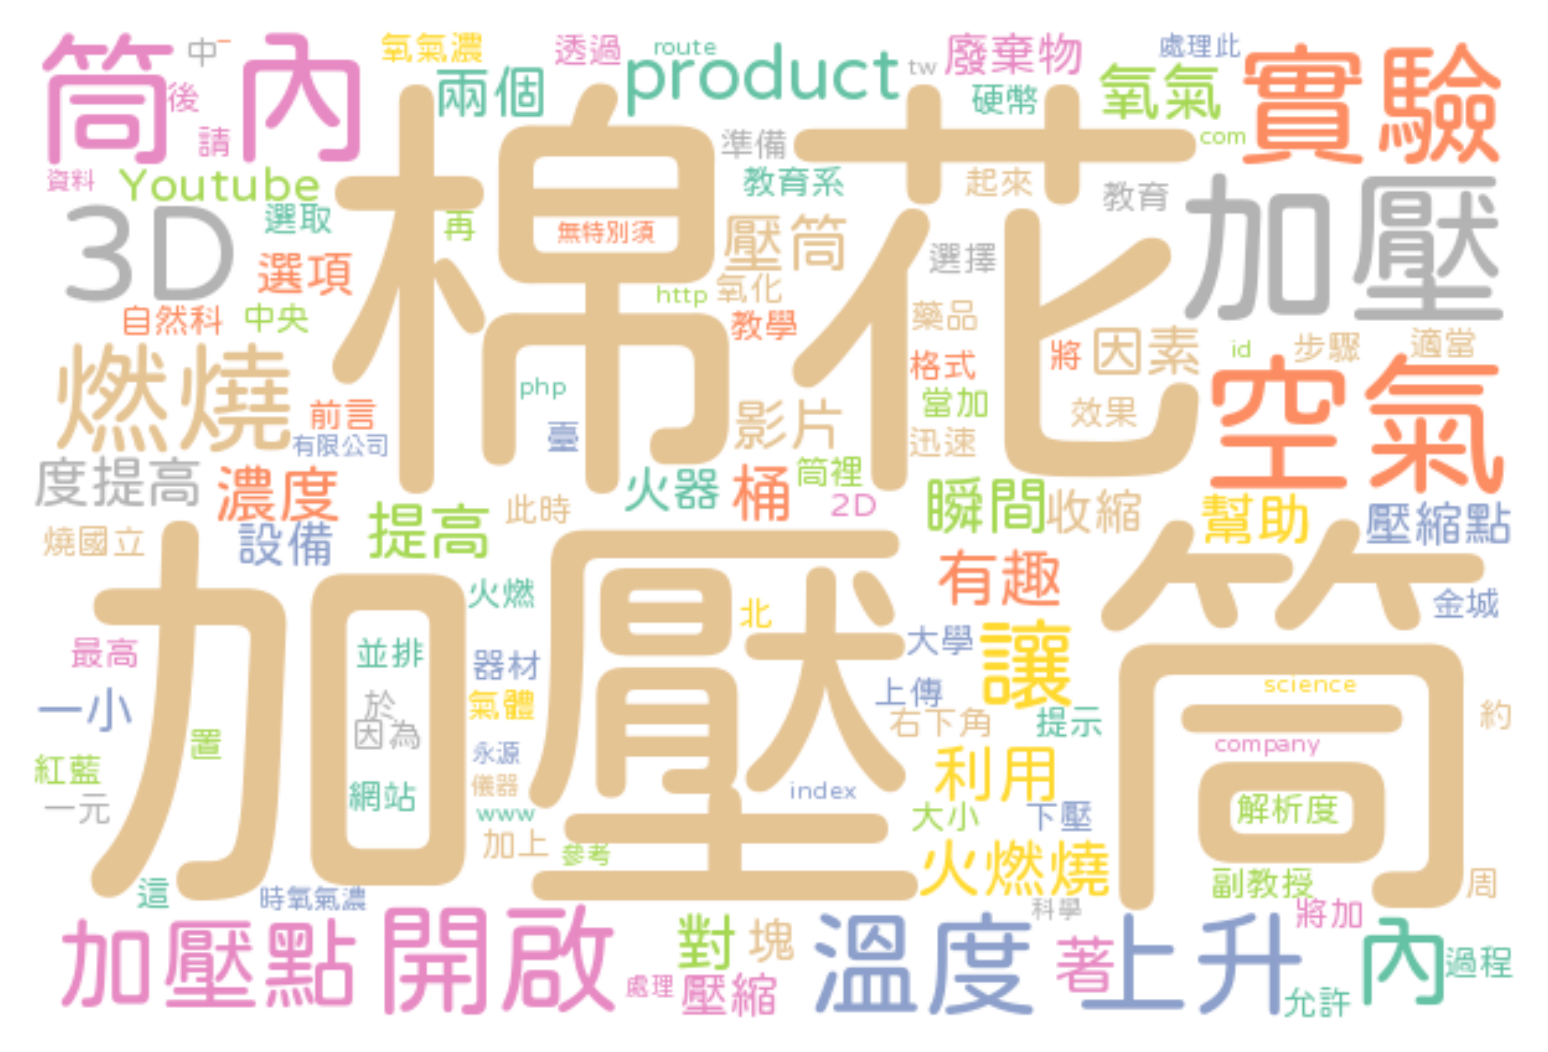 筒內
中
後
請
氧氣濃
兩個
透過
route
product
tw
廢棄物
硬幣
處理此
氧氣
com
實驗
資料
Youtube
3D
選取
選項
再
棉花
無特別須
準備
教育系
起來
教育
壓筒
選擇
加壓
自然科
中央
http
氧化
教學
藥品
格式
將
因素
id
步驟
適當
燃燒
前言
有限公司
php
臺
影片
當加
迅速
效果
空氣
度提高
濃度
火器
桶
筒裡
2D
瞬間
收縮
幫助
壓縮點
燒國立
設備
提高
此時
有趣
加壓筒
火燃
北
金城
最高
並排
器材
大學
讓
一小
置
於
因為
氣體
上傳
右下角
提示
science
約
紅藍
一元
永源
儀器
網站
www
index
利用
company
大小
下壓
解析度
加上
參考
火燃燒
這
時氧氣濃
科學
副教授
將加
周
加壓點
開啟
對
塊
處理
壓縮
溫度
著
上升
允許
內
過程